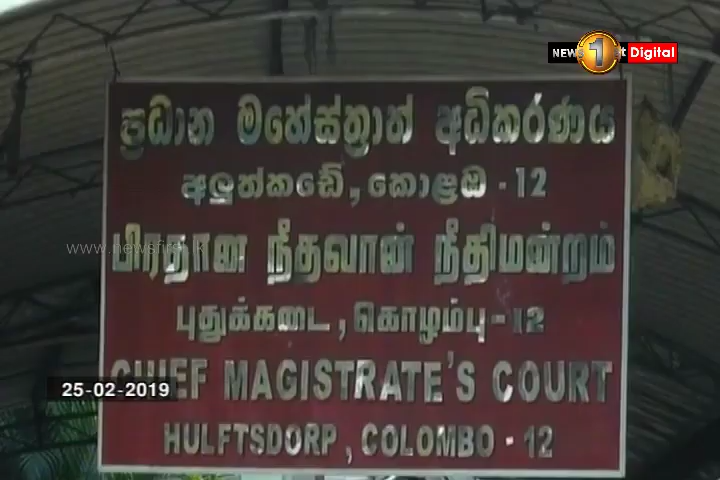 NEWS 1st Digital
ප්‍රධාන මහේස්ත්‍රාත් අධිකරණය
අලුත්කඩේ, කොළඹ - 12
www.newsfirst.lk
பிரதான நீதவான் நீதிமன்றம்
புதுக்கடை, கொழும்பு - 12
CHIEF MAGISTRATE'S COURT
25-02-2019
HULFTSDORP, COLOMBO - 12